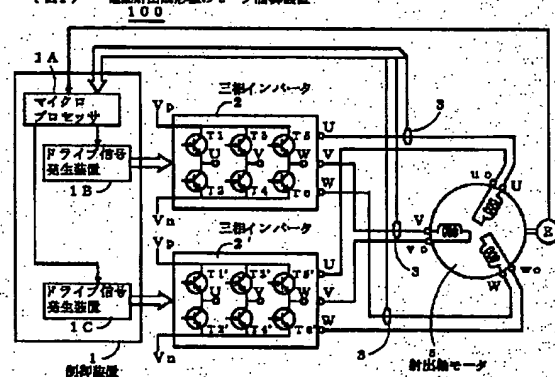 100
1A
マイクロ
プロセッサ
ドライブ信号
発生装置
1B
ドライブ信号
発生装置
1C
1
制御装置
三相インバータ
2
Vp
T1 T3 T5
U V W
T2 T4 T6
Vn
U
V
W
三相インバータ
2'
Vp
T1' T3' T5'
U V W
T2' T4' T6'
Vn
U
V
W
3
3
3
uo
U
V
vo
W
wo
E
5
射出軸モータ